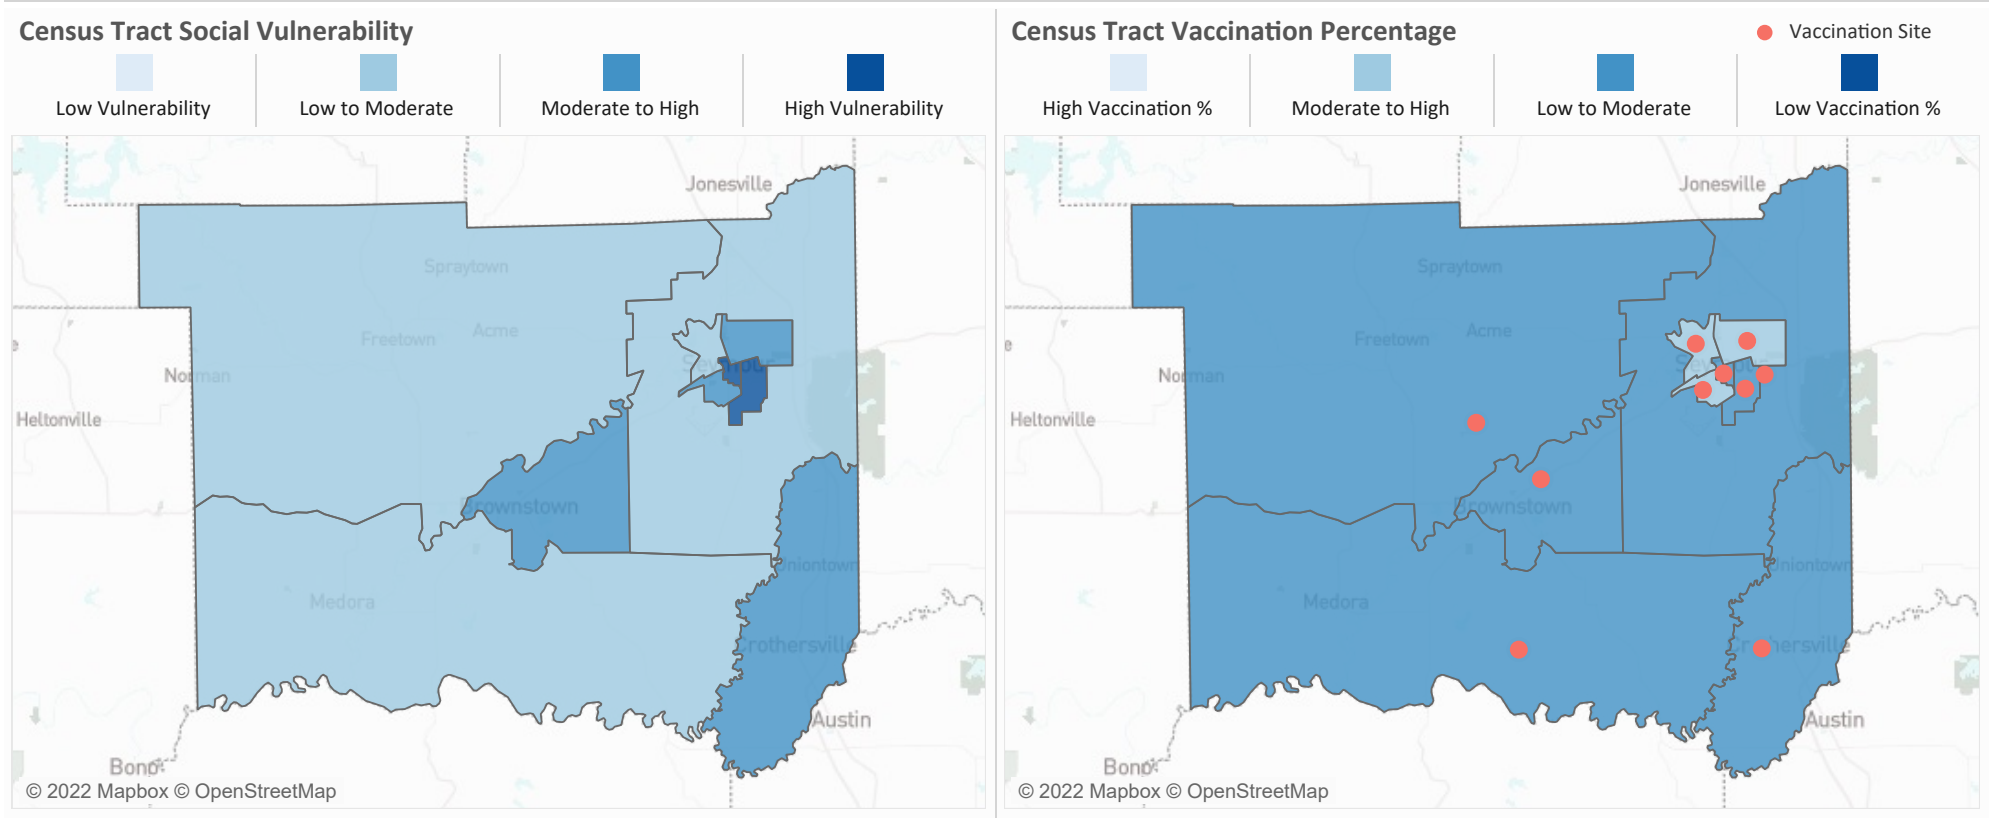 Census Tract Social Vulnerability
Low Vulnerability
Low to Moderate
Moderate to High
High Vulnerability
Jonesville
Spraytown
Freetown
Acme
Seymour
Norman
Heltonville
Brownstown
Uniontown
Medora
Crothersville
Austin
Bono
© 2022 Mapbox © OpenStreetMap
Census Tract Vaccination Percentage
Vaccination Site
High Vaccination %
Moderate to High
Low to Moderate
Low Vaccination %
Jonesville
Spraytown
Freetown
Acme
Norman
Heltonville
Brownstown
Uniontown
Medora
Crothersville
Austin
Bono
© 2022 Mapbox © OpenStreetMap